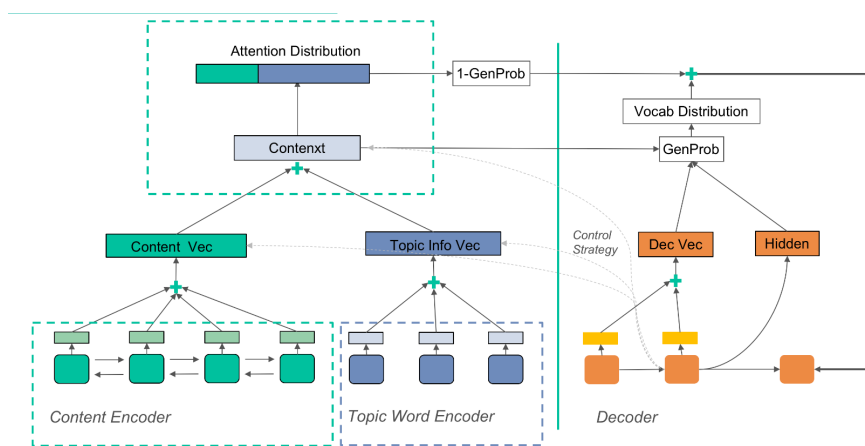 Attention Distribution
1-GenProb
Vocab Distribution
Contenxt
GenProb
Content Vec
Topic Info Vec
Control
Strategy
Dec Vec
Hidden
Content Encoder
Topic Word Encoder
Decoder